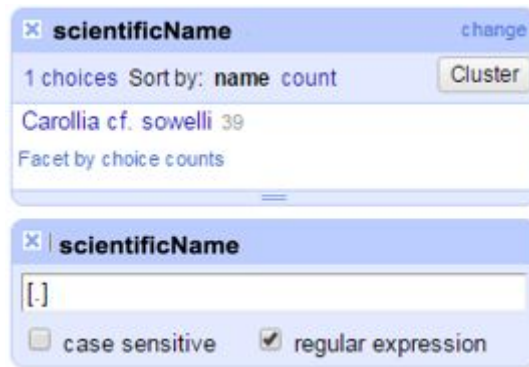 scientificName change
1 choices Sort by: name count Cluster
Carollia cf. sowelli 39
Facet by choice counts
scientificName
[.]
case sensitive regular expression